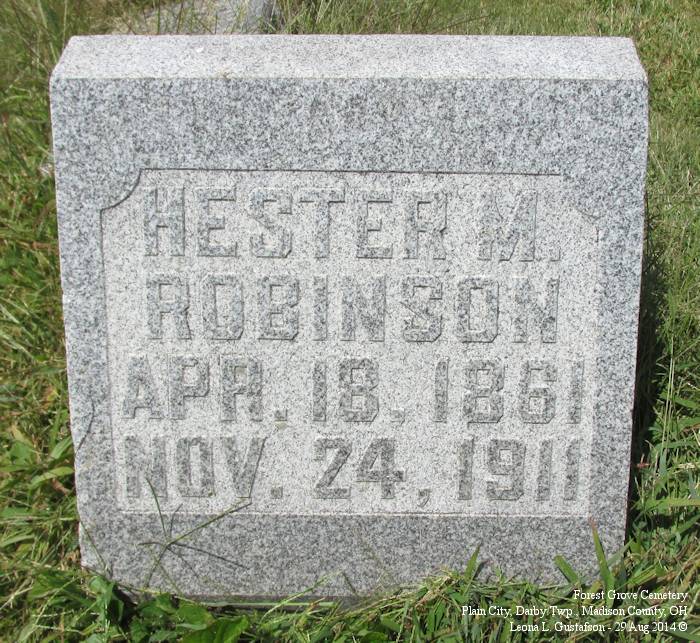 HESTER M.
ROBINSON
APR. 18. 1861
NOV. 24, 1911
Forest Grove Cemetery
Plain City, Darby Twp., Madison County, OH
Leona L. Gustafson - 29 Aug 2014 ©